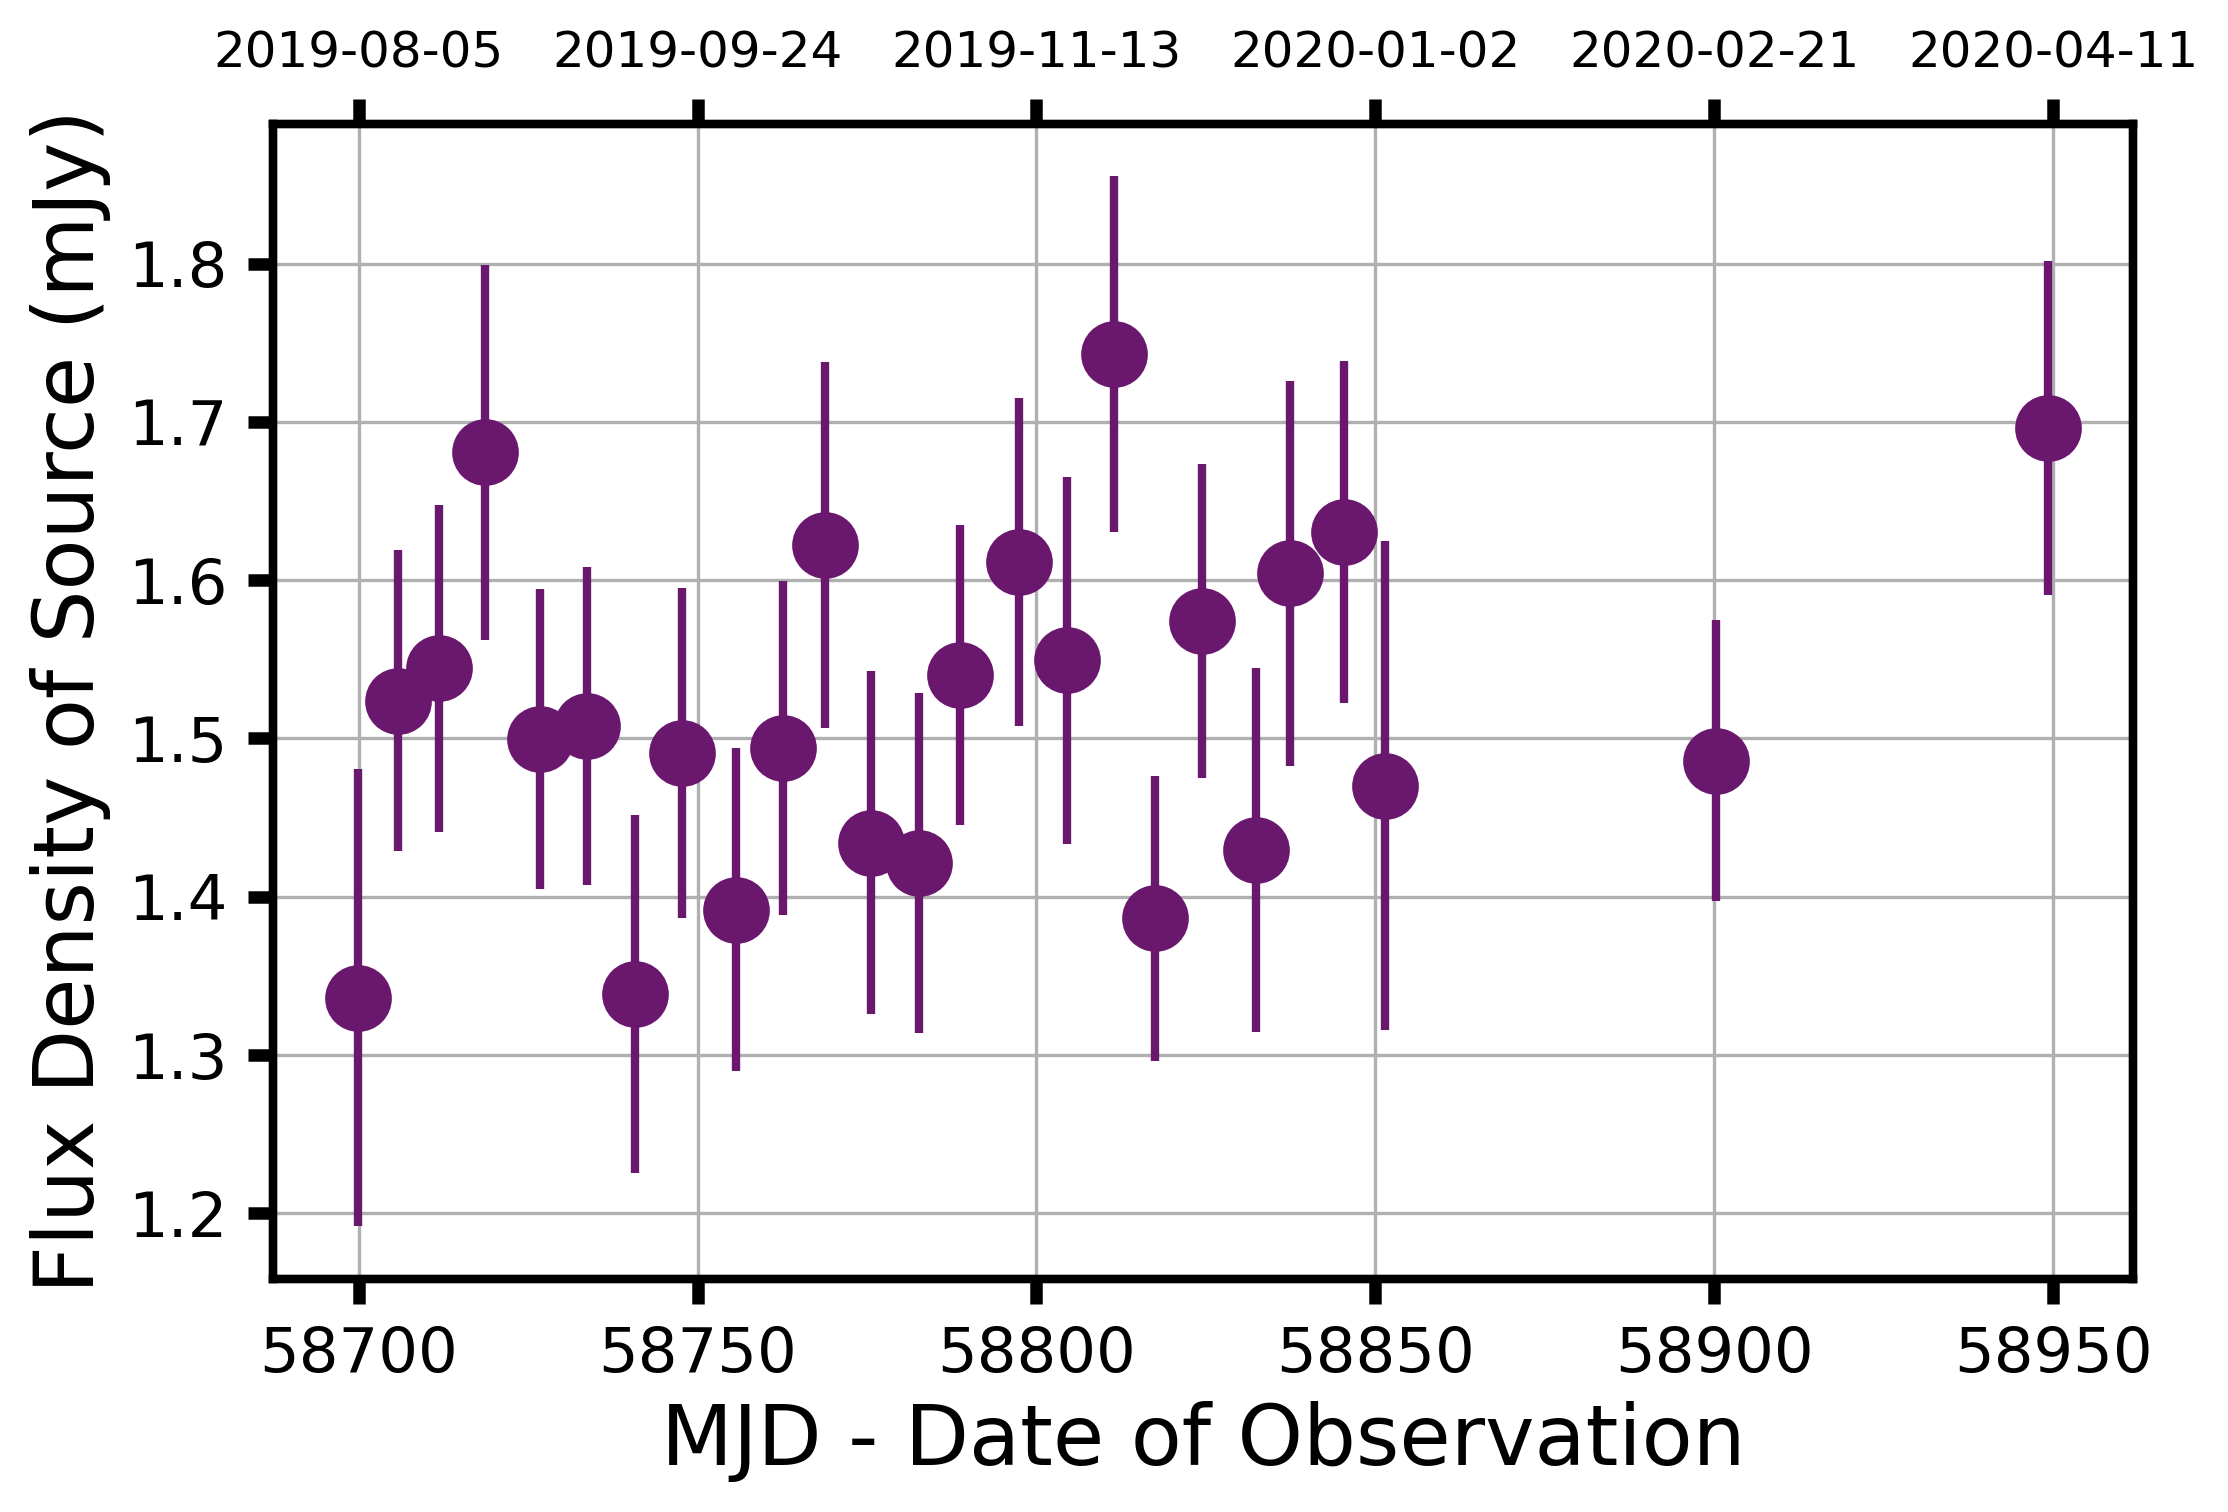 2019-08-05 2019-09-24 2019-11-13 2020-01-02 2020-02-21 2020-04-11
Flux Density of Source (mJy)
1.8
1.7
1.6
1.5
1.4
1.3
1.2
58700 58750 58800 58850 58900 58950
MJD - Date of Observation